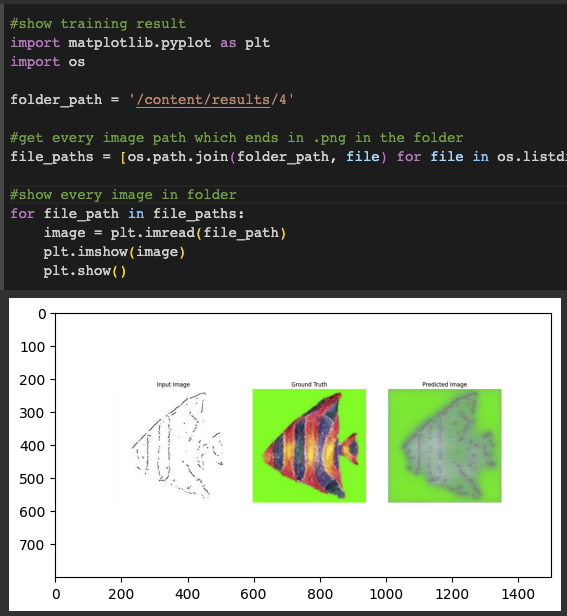 #show training result
import matplotlib.pyplot as plt
import os
folder_path = '/content/results/4'
#get every image path which ends in .png in the folder
file_paths = [os.path.join(folder_path, file) for file in os.listd
#show every image in folder
for file_path in file_paths:
    image = plt.imread(file_path)
    plt.imshow(image)
    plt.show()
0
100
200
300
400
500
600
700
Input Image Ground Truth Predicted Image
0 200 400 600 800 1000 1200 1400